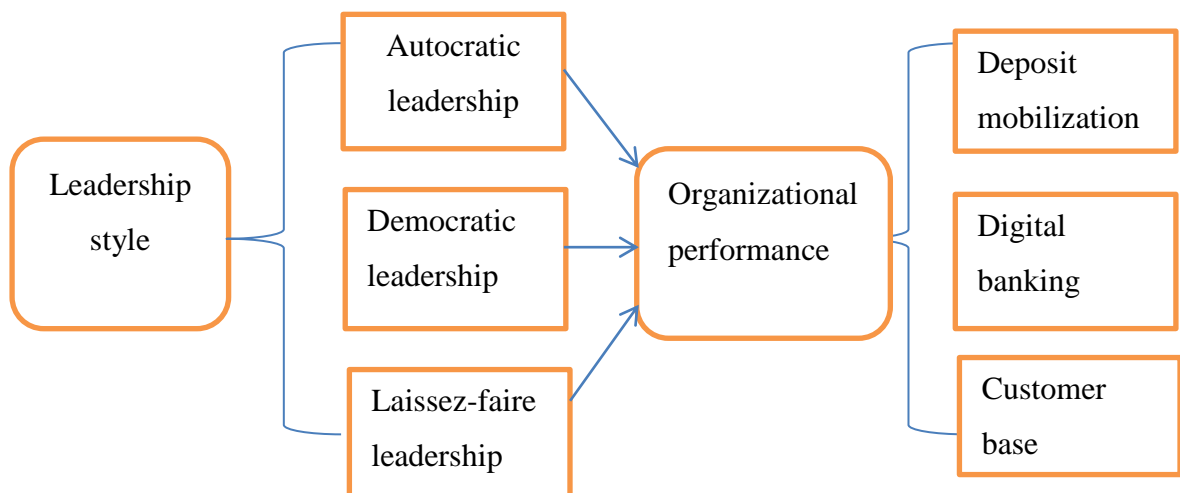 Leadership
style
Autocratic
leadership
Democratic
leadership
Laissez-faire
leadership
Organizational
performance
Deposit
mobilization
Digital
banking
Customer
base